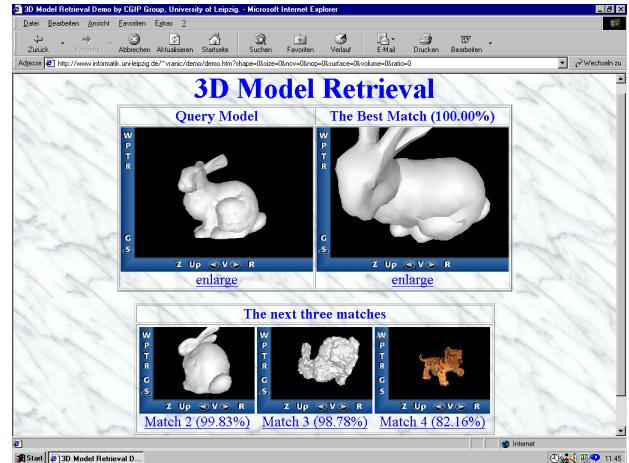 3D Model Retrieval Demo by CGIP Group, University of Leipzig. - Microsoft Internet Explorer
Datei Bearbeiten Ansicht Favoriten Extras ?
Zurück Vorwärts Abbrechen Aktualisieren Startseite Suchen Favoriten Verlauf E-Mail Drucken Bearbeiten
Adresse http://www.informatik.uni-leipzig.de/~vranic/demo/demo.htm?shape=0&size=0&nov=0&nop=0&surface=0&volume=0&ratio=0 Wechseln zu
3D Model Retrieval
Query Model The Best Match (100.00%)
W W
P P
T T
R R
G G
S S
Z Up V R Z Up V R
enlarge enlarge
The next three matches
W W W
P P P
T T T
R R R
G G G
S S S
Z Up V R Z Up V R Z Up V R
Match 2 (99.83%) Match 3 (98.78%) Match 4 (82.16%)
Internet
Start 3D Model Retrieval D... 11:45